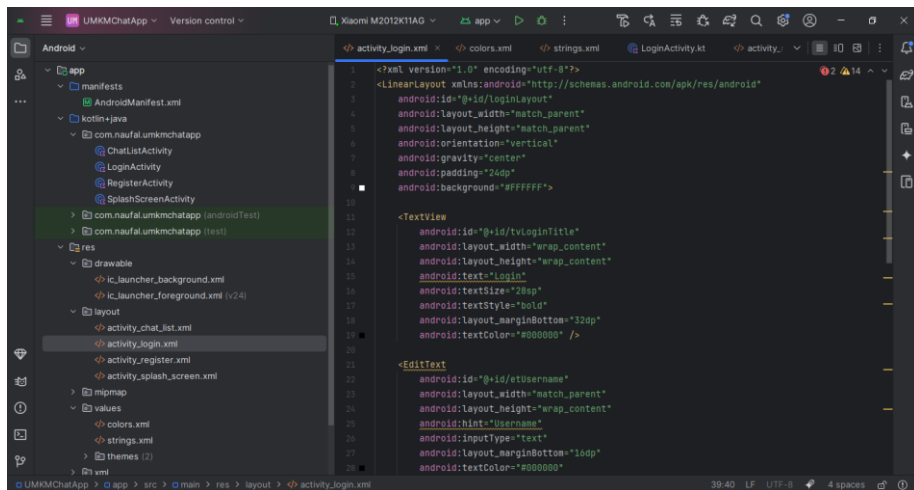 UM UMKMChatApp Version control
Xiaomi M2012K11AG app
Android
activity_login.xml colors.xml strings.xml LoginActivity.kt activity_
app
manifests
AndroidManifest.xml
kotlin+java
com.naufal.umkmchatapp
ChatListActivity
LoginActivity
RegisterActivity
SplashScreenActivity
com.naufal.umkmchatapp (androidTest)
com.naufal.umkmchatapp (test)
res
drawable
ic_launcher_background.xml
ic_launcher_foreground.xml (v24)
layout
activity_chat_list.xml
activity_login.xml
activity_register.xml
activity_splash_screen.xml
mipmap
values
colors.xml
strings.xml
themes (2)
xml
2 14
1 <?xml version="1.0" encoding="utf-8"?>
2 <LinearLayout xmlns:android="http://schemas.android.com/apk/res/android"
3 android:id="@+id/loginLayout"
4 android:layout_width="match_parent"
5 android:layout_height="match_parent"
6 android:orientation="vertical"
7 android:gravity="center"
8 android:padding="24dp"
9 android:background="#FFFFFF">
10
11 <TextView
12 android:id="@+id/tvLoginTitle"
13 android:layout_width="wrap_content"
14 android:layout_height="wrap_content"
15 android:text="Login"
16 android:textSize="28sp"
17 android:textStyle="bold"
18 android:layout_marginBottom="32dp"
19 android:textColor="#000000" />
20
21 <EditText
22 android:id="@+id/etUsername"
23 android:layout_width="match_parent"
24 android:layout_height="wrap_content"
25 android:hint="Username"
26 android:inputType="text"
27 android:layout_marginBottom="16dp"
28 android:textColor="#000000"
UMKMChatApp > app > src > main > res > layout > activity_login.xml
39:40 LF UTF-8 4 spaces